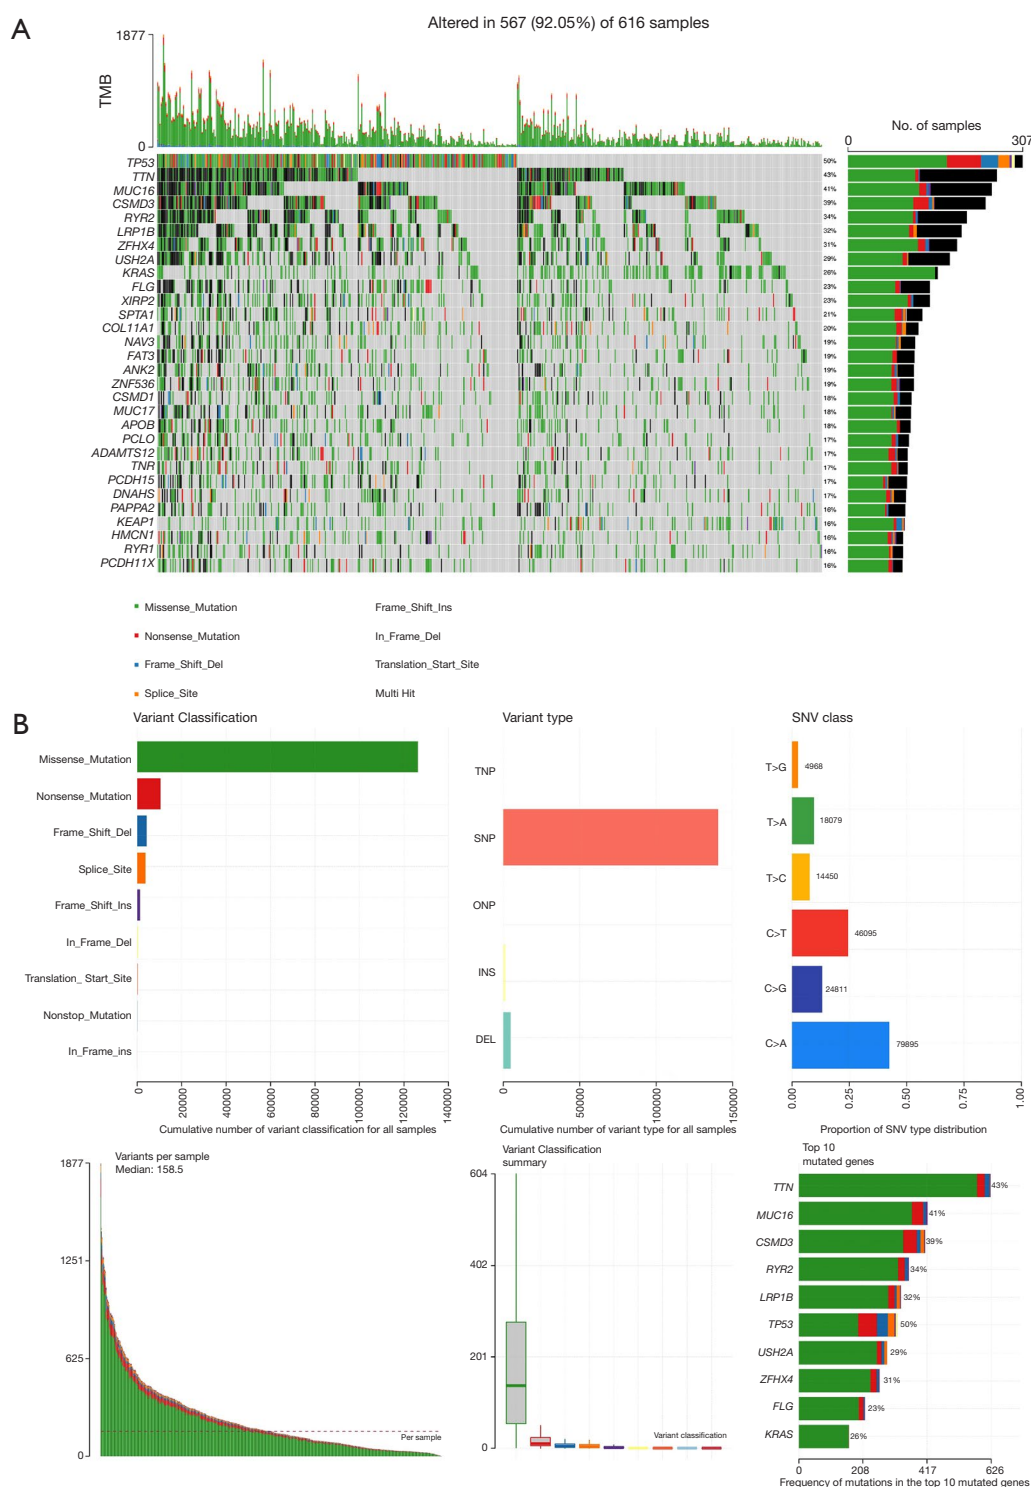 A
Altered in 567 (92.05%) of 616 samples
1877
TMB
0
No. of samples
0 307
TP53 50%
TTN 43%
MUC16 41%
CSMD3 39%
RYR2 34%
LRP1B 32%
ZFHX4 31%
USH2A 29%
KRAS 26%
FLG 23%
XIRP2 23%
SPTA1 21%
COL11A1 20%
NAV3 19%
FAT3 19%
ANK2 19%
ZNF536 19%
CSMD1 18%
MUC17 18%
APOB 18%
PCLO 17%
ADAMTS12 17%
TNR 17%
PCDH15 17%
DNAHS 17%
PAPPA2 16%
KEAP1 16%
HMCN1 16%
RYR1 16%
PCDH11X 16%
Missense_Mutation Frame_Shift_Ins
Nonsense_Mutation In_Frame_Del
Frame_Shift_Del Translation_Start_Site
Splice_Site Multi Hit
B
Variant Classification
Missense_Mutation
Nonsense_Mutation
Frame_Shift_Del
Splice_Site
Frame_Shift_Ins
In_Frame_Del
Translation_ Start_Site
Nonstop_Mutation
In_Frame_ins
0 20000 40000 60000 80000 100000 120000 140000
Cumulative number of variant classification for all samples
Variant type
TNP
SNP
ONP
INS
DEL
0 50000 100000 150000
Cumulative number of variant type for all samples
SNV class
T>G 4968
T>A 18079
T>C 14450
C>T 46095
C>G 24811
C>A 79895
0.00 0.25 0.50 0.75 1.00
Proportion of SNV type distribution
Variants per sample
Median: 158.5
1877
1251
625
0
Per sample
Variant Classification
summary
604
402
201
0
Variant classification
Top 10
mutated genes
TTN 43%
MUC16 41%
CSMD3 39%
RYR2 34%
LRP1B 32%
TP53 50%
USH2A 29%
ZFHX4 31%
FLG 23%
KRAS 26%
0 208 417 626
Frequency of mutations in the top 10 mutated genes